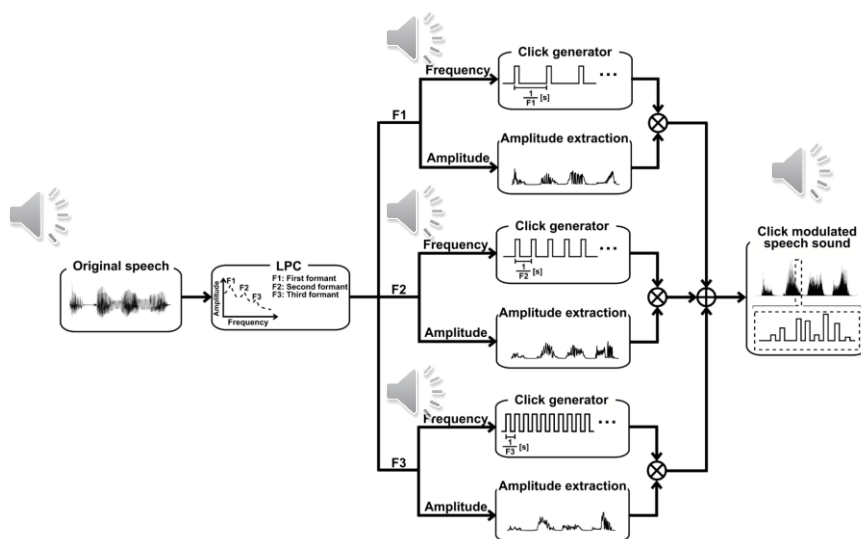 Original speech
LPC
F1: First formant
F2: Second formant
F3: Third formant
Amplitude
F1
F2
F3
Frequency
F1
Frequency
Click generator
...
1/F1 [s]
Amplitude
Amplitude extraction
F2
Frequency
Click generator
...
1/F2 [s]
Amplitude
Amplitude extraction
F3
Frequency
Click generator
...
1/F3 [s]
Amplitude
Amplitude extraction
Click modulated
speech sound